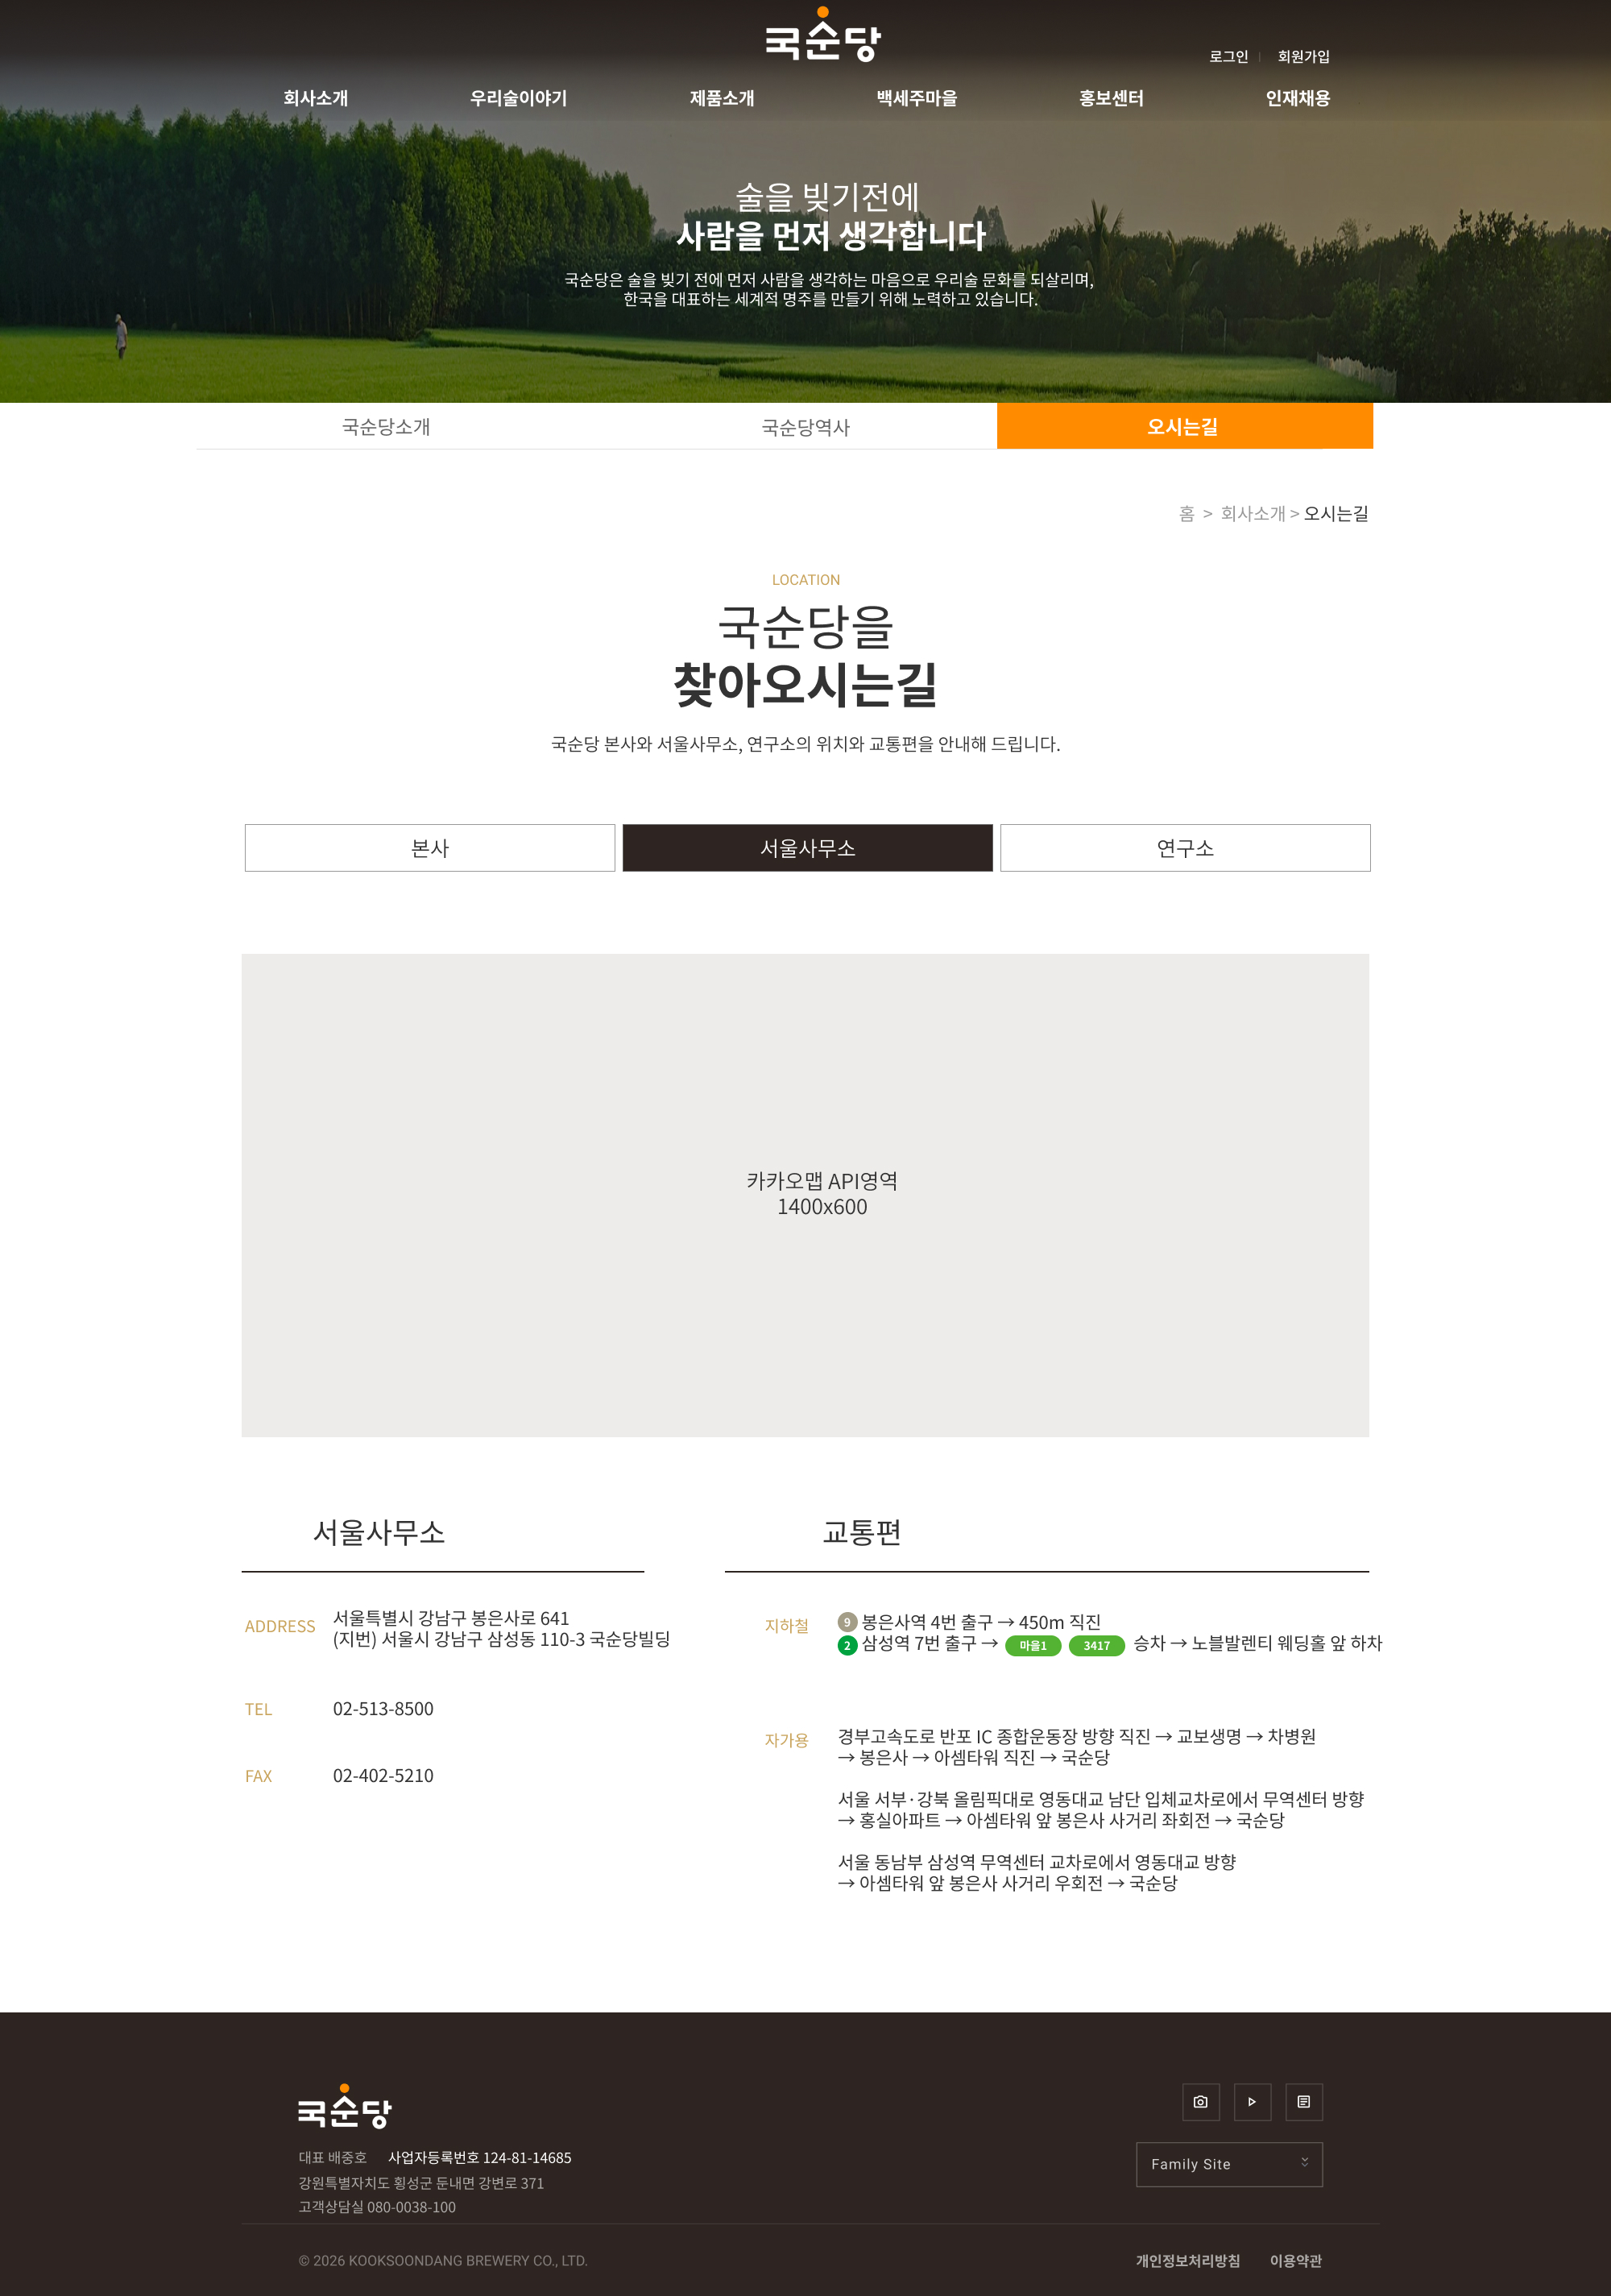 국순당
로그인 회원가입
회사소개 우리술이야기 제품소개 백세주마을 홍보센터 인재채용
술을 빚기전에
사람을 먼저 생각합니다
국순당은 술을 빚기 전에 먼저 사람을 생각하는 마음으로 우리술 문화를 되살리며,
한국을 대표하는 세계적 명주를 만들기 위해 노력하고 있습니다.
국순당소개 국순당역사 오시는길
홈 > 회사소개 > 오시는길
LOCATION
국순당을
찾아오시는길
국순당 본사와 서울사무소, 연구소의 위치와 교통편을 안내해 드립니다.
본사 서울사무소 연구소
카카오맵 API영역
1400x600
서울사무소
ADDRESS 서울특별시 강남구 봉은사로 641
(지번) 서울시 강남구 삼성동 110-3 국순당빌딩
TEL 02-513-8500
FAX 02-402-5210
교통편
지하철 9 봉은사역 4번 출구 → 450m 직진
2 삼성역 7번 출구 → 마을1 3417 승차 → 노블발렌티 웨딩홀 앞 하차
자가용 경부고속도로 반포 IC 종합운동장 방향 직진 → 교보생명 → 차병원
→ 봉은사 → 아셈타워 직진 → 국순당
서울 서부·강북 올림픽대로 영동대교 남단 입체교차로에서 무역센터 방향
→ 홍실아파트 → 아셈타워 앞 봉은사 사거리 좌회전 → 국순당
서울 동남부 삼성역 무역센터 교차로에서 영동대교 방향
→ 아셈타워 앞 봉은사 사거리 우회전 → 국순당
국순당
대표 배중호 사업자등록번호 124-81-14685
강원특별자치도 횡성군 둔내면 강변로 371
고객상담실 080-0038-100
Family Site
© 2026 KOOKSOONDANG BREWERY CO., LTD.
개인정보처리방침 이용약관